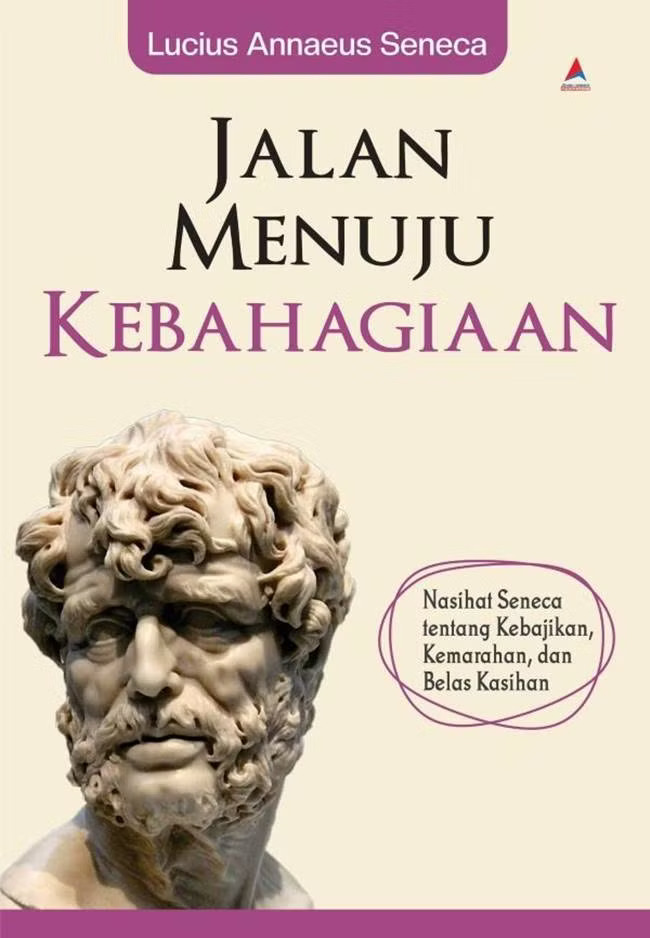 Lucius Annaeus Seneca
JALAN
MENUJU
KEBAHAGIAAN
Nasihat Seneca
tentang Kebajikan,
Kemarahan, dan
Belas Kasihan